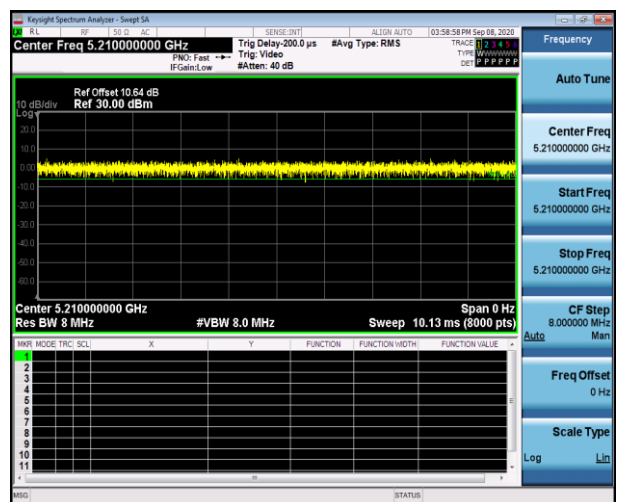 Keysight Spectrum Analyzer - Swept SA
RL RF 50 Ω AC SENSE:INT ALIGN AUTO 03:58:58 PM Sep 08, 2020
Center Freq 5.210000000 GHz Trig Delay-200.0 µs #Avg Type: RMS TRACE 1 2 3 4 5 6
PNO: Fast Trig: Video TYPE WWWWWW
IFGain:Low #Atten: 40 dB DET P P P P P P
Frequency
Auto Tune
Ref Offset 10.64 dB
10 dB/div Ref 30.00 dBm
Log
20.0
10.0
0.00
-10.0
-20.0
-30.0
-40.0
-50.0
-60.0
Center Freq
5.210000000 GHz
Start Freq
5.210000000 GHz
Stop Freq
5.210000000 GHz
Center 5.210000000 GHz Span 0 Hz
Res BW 8 MHz #VBW 8.0 MHz Sweep 10.13 ms (8000 pts)
CF Step
8.000000 MHz
Auto Man
MKR MODE TRC SCL X Y FUNCTION FUNCTION WIDTH FUNCTION VALUE
1
2
3
4
5
6
7
8
9
10
11
Freq Offset
0 Hz
Scale Type
Log Lin
MSG STATUS